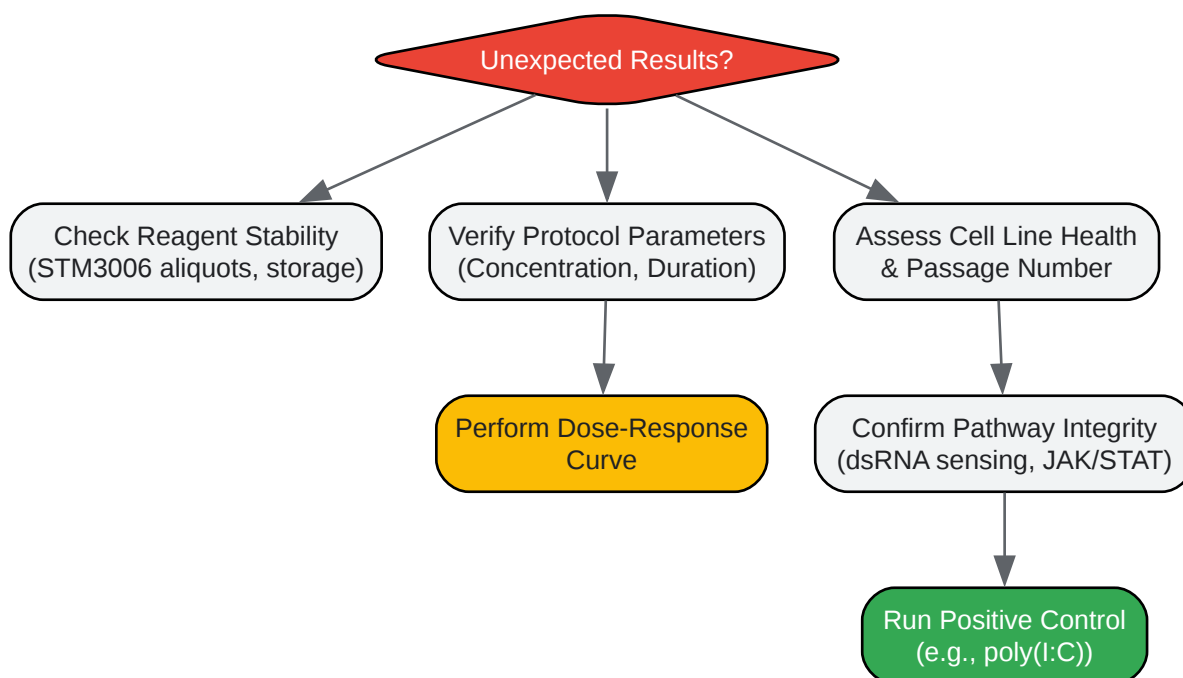 Unexpected Results?
Check Reagent Stability
(STM3006 aliquots, storage)
Verify Protocol Parameters
(Concentration, Duration)
Assess Cell Line Health
& Passage Number
Perform Dose-Response
Curve
Confirm Pathway Integrity
(dsRNA sensing, JAK/STAT)
Run Positive Control
(e.g., poly(I:C))